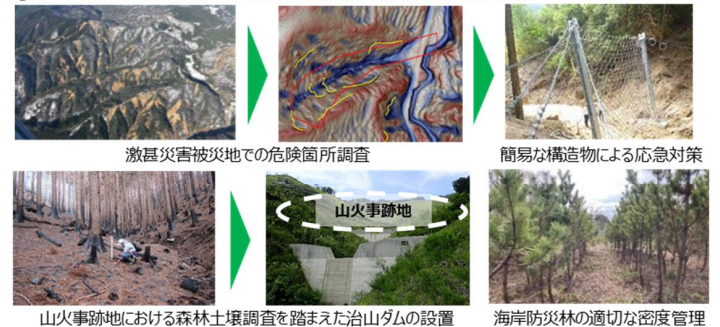 激甚災害被災地での危険箇所調査
簡易な構造物による応急対策
山火事跡地
山火事跡地における森林土壌調査を踏まえた治山ダムの設置
海岸防災林の適切な密度管理